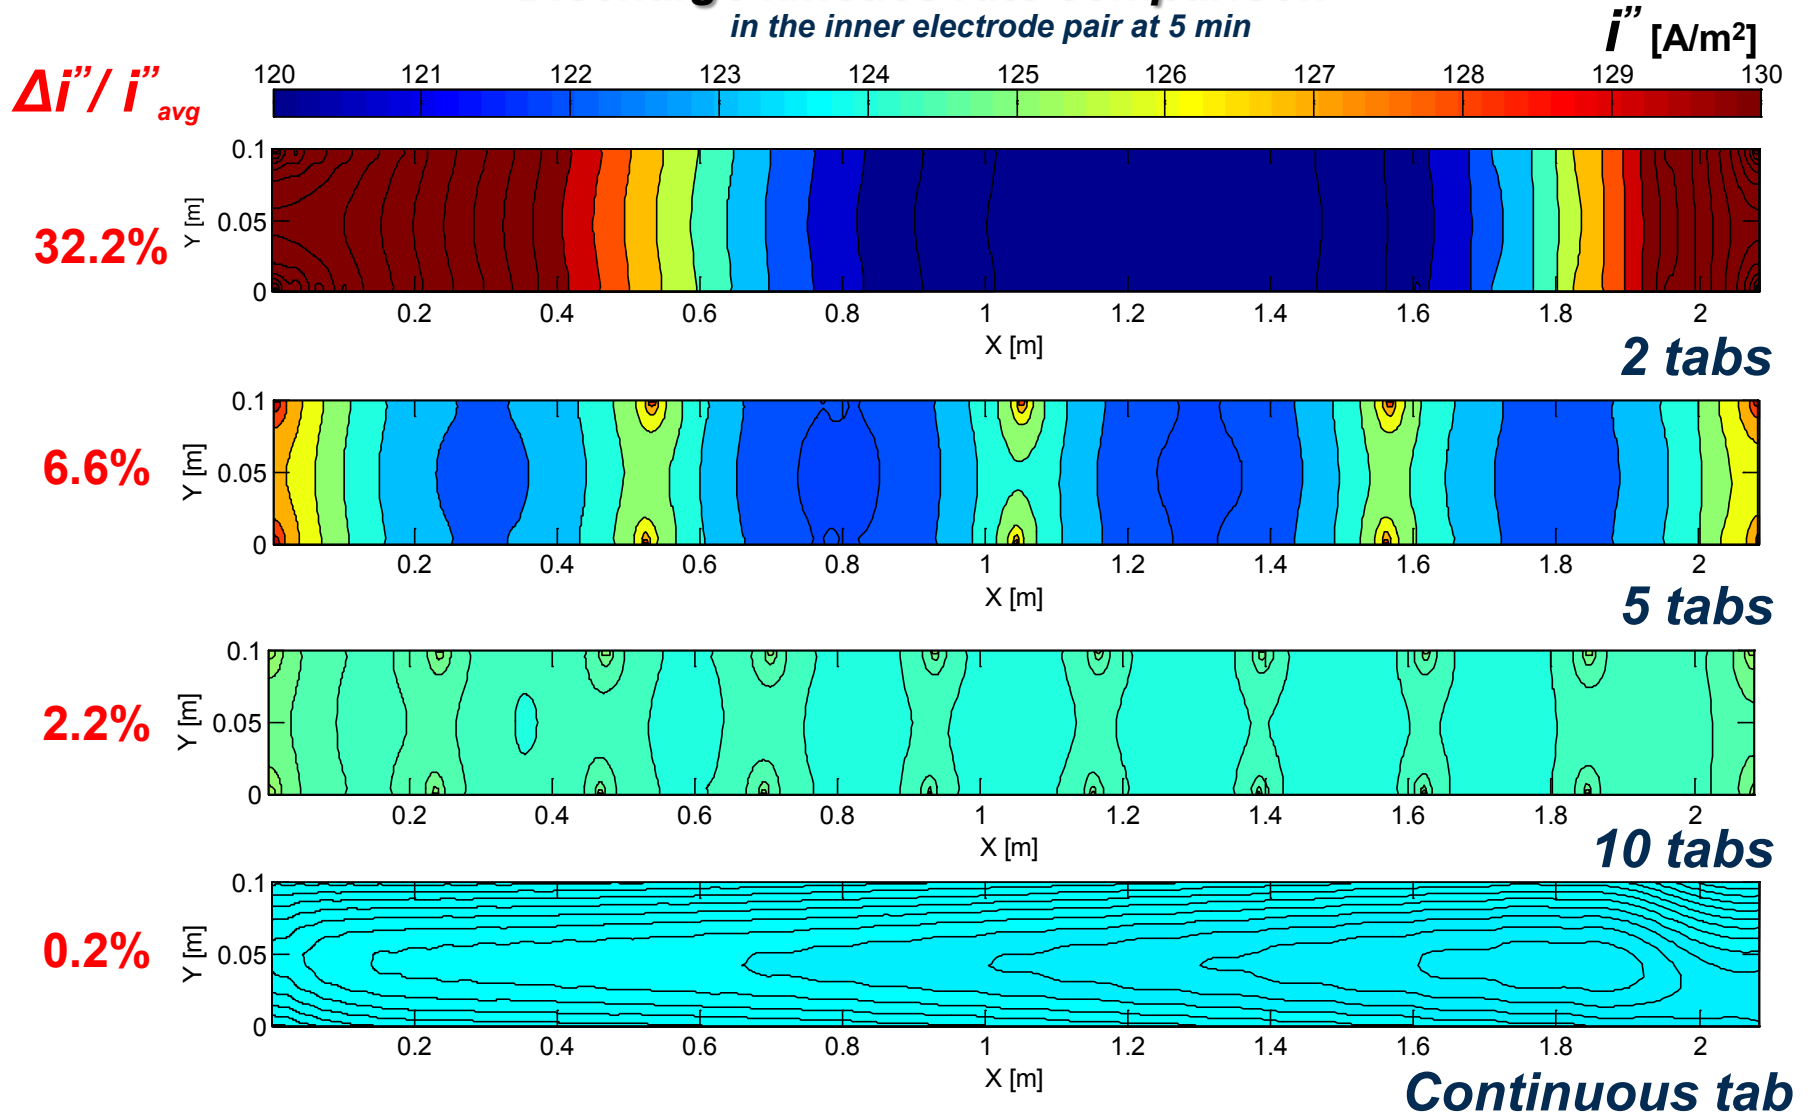 in the inner electrode pair at 5 min
i” [A/m²]
Δi”/ i”avg
120 121 122 123 124 125 126 127 128 129 130
32.2%
Y [m]
0.1
0.05
0
0.2 0.4 0.6 0.8 1 1.2 1.4 1.6 1.8 2
X [m]
2 tabs
6.6%
Y [m]
0.1
0.05
0
0.2 0.4 0.6 0.8 1 1.2 1.4 1.6 1.8 2
X [m]
5 tabs
2.2%
Y [m]
0.1
0.05
0
0.2 0.4 0.6 0.8 1 1.2 1.4 1.6 1.8 2
X [m]
10 tabs
0.2%
Y [m]
0.1
0.05
0
0.2 0.4 0.6 0.8 1 1.2 1.4 1.6 1.8 2
X [m]
Continuous tab